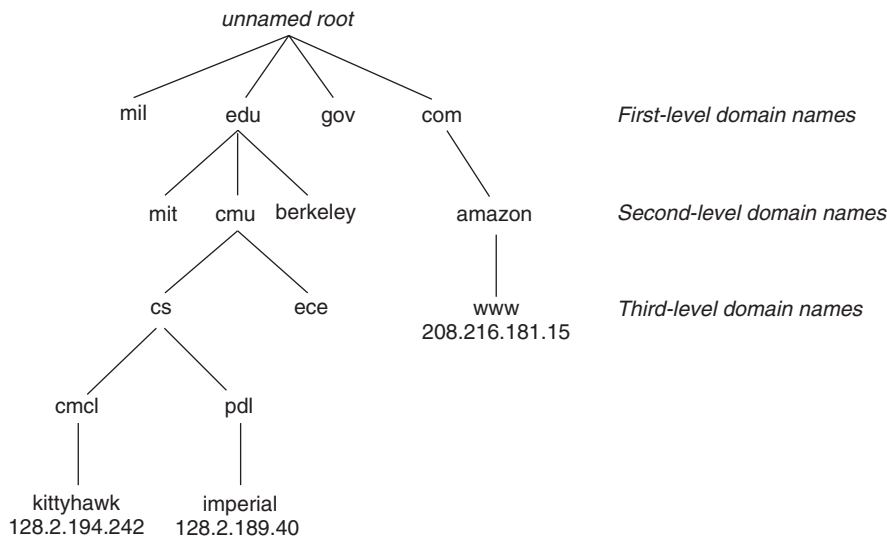 unnamed root
mil edu gov com First-level domain names
mit cmu berkeley amazon Second-level domain names
cs ece www Third-level domain names
208.216.181.15
cmcl pdl
kittyhawk imperial
128.2.194.242 128.2.189.40